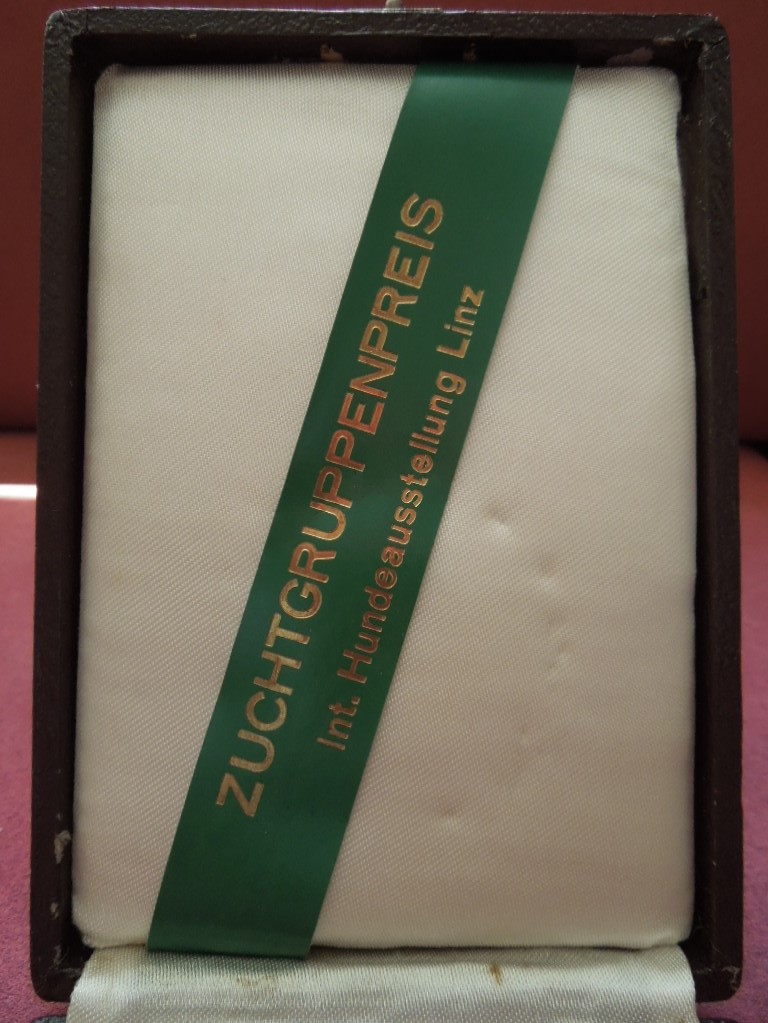 ZUCHTGRUPPENPREIS
Int. Hundeausstellung Linz